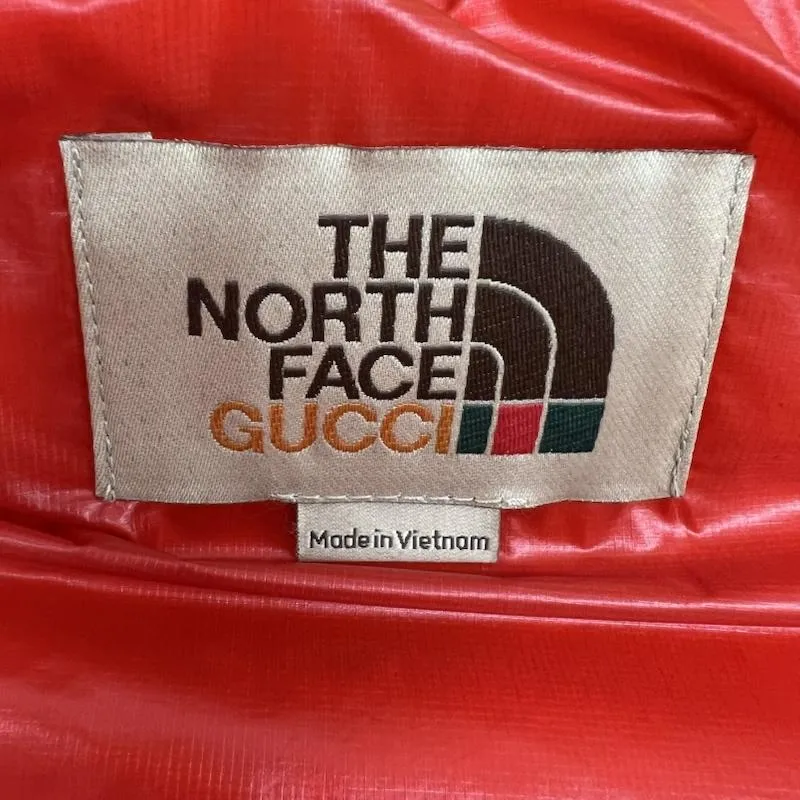 THE
NORTH
FACE
GUCCI
Made in Vietnam